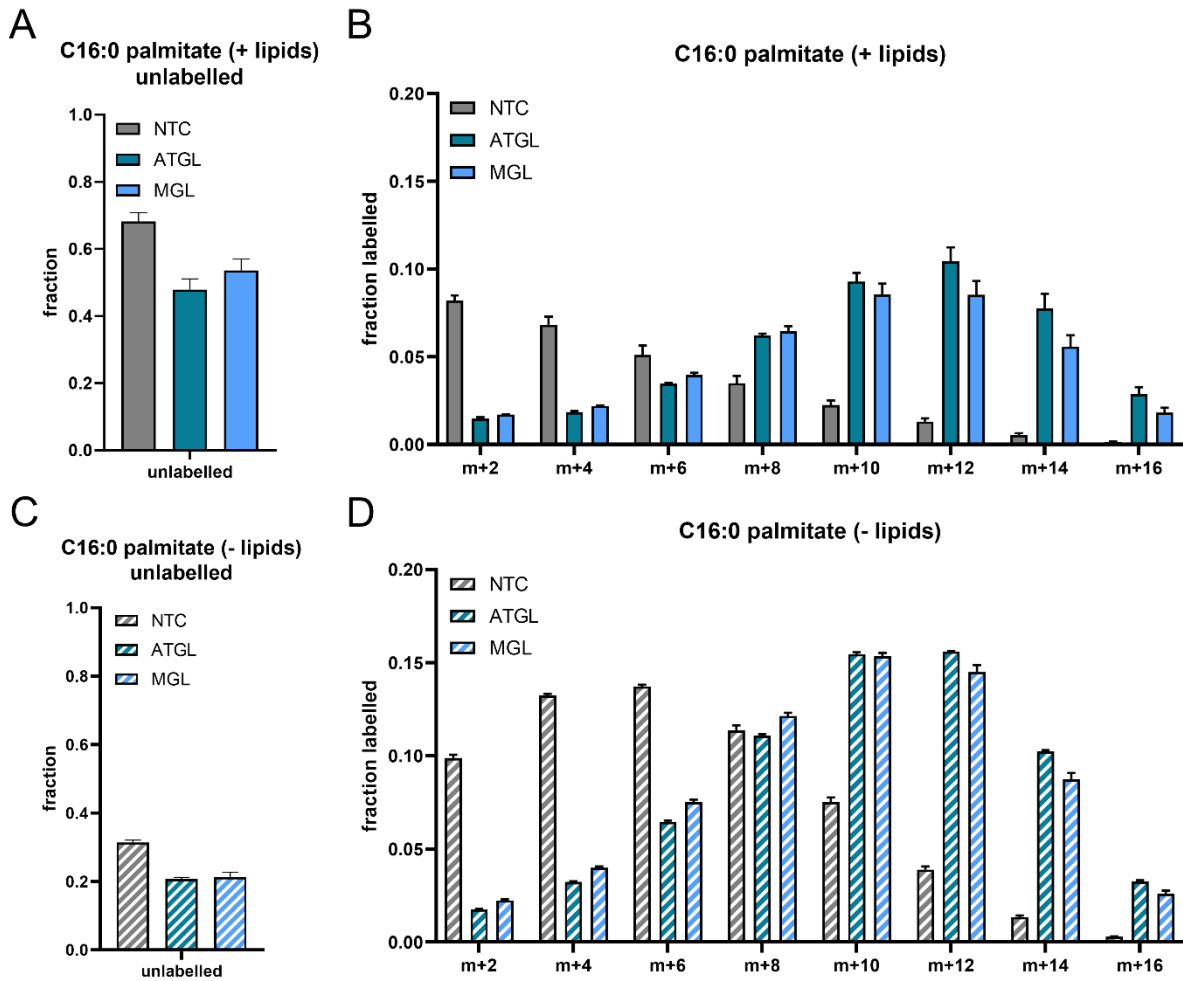 A
C16:0 palmitate (+ lipids)
unlabelled
fraction
1.0
0.8
0.6
0.4
0.2
0.0
NTC
ATGL
MGL
unlabelled
B
C16:0 palmitate (+ lipids)
fraction labelled
0.20
0.15
0.10
0.05
0.00
NTC
ATGL
MGL
m+2 m+4 m+6 m+8 m+10 m+12 m+14 m+16
C
C16:0 palmitate (- lipids)
unlabelled
fraction
1.0
0.8
0.6
0.4
0.2
0.0
NTC
ATGL
MGL
unlabelled
D
C16:0 palmitate (- lipids)
fraction labelled
0.20
0.15
0.10
0.05
0.00
NTC
ATGL
MGL
m+2 m+4 m+6 m+8 m+10 m+12 m+14 m+16